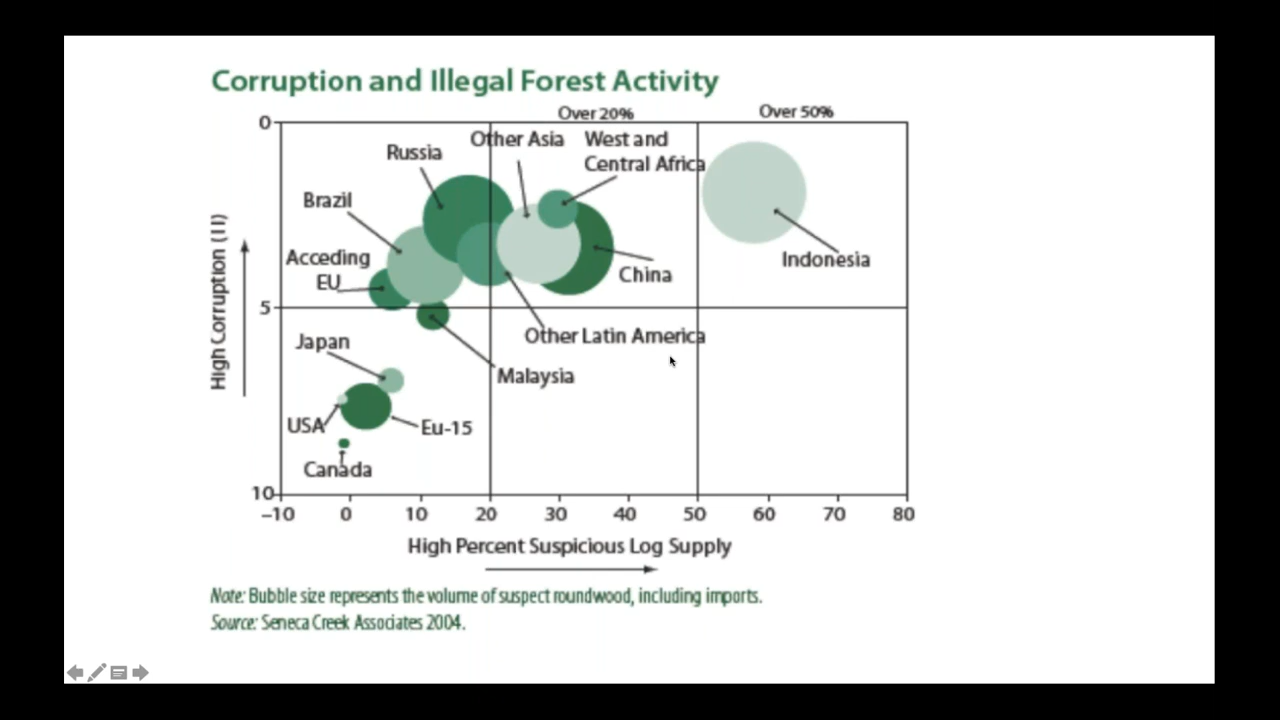 Corruption and Illegal Forest Activity
Over 20%
Over 50%
0
Other Asia
West and
Central Africa
Russia
Brazil
Acceding
EU
China
Indonesia
High Corruption (11)
5
Other Latin America
Japan
Malaysia
USA
Eu-15
Canada
10
–10
0
10
20
30
40
50
60
70
80
High Percent Suspicious Log Supply
Note: Bubble size represents the volume of suspect roundwood, including imports.
Source: Seneca Creek Associates 2004.